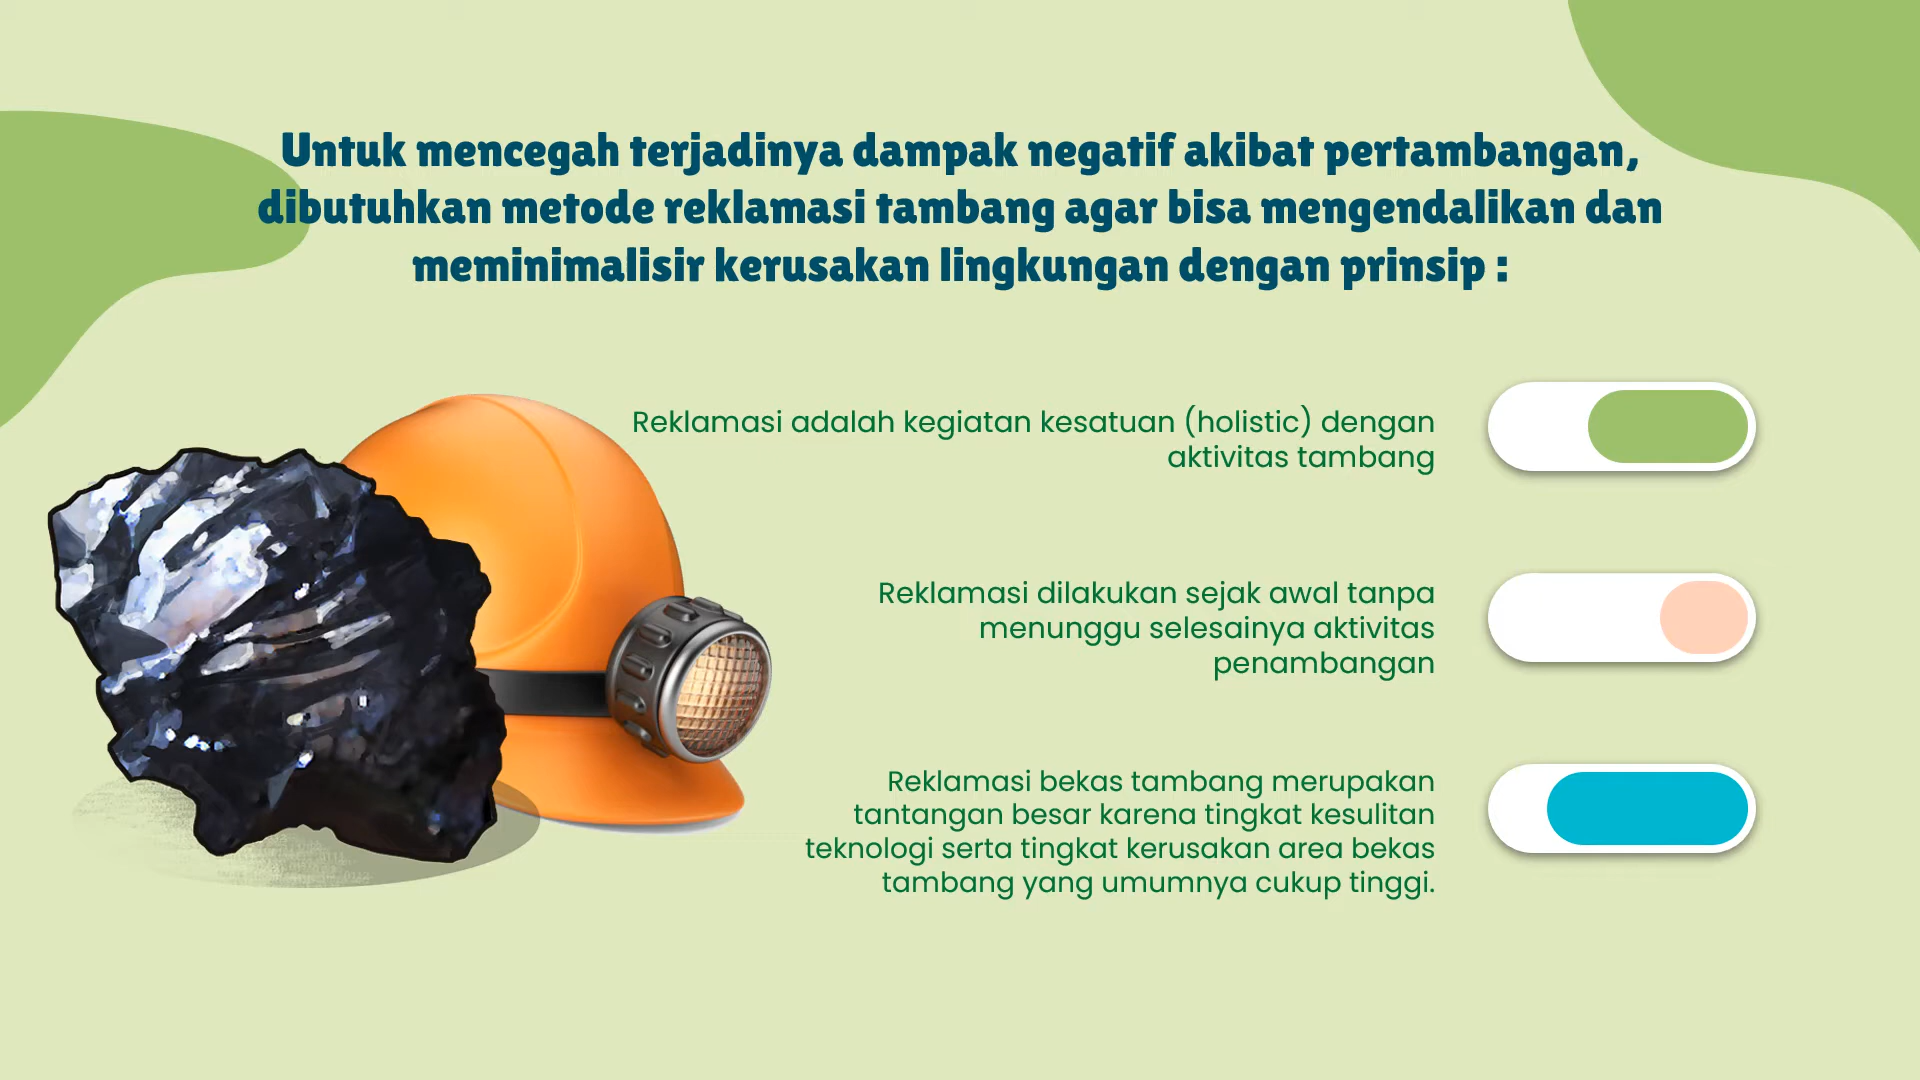 Untuk mencegah terjadinya dampak negatif akibat pertambangan,
dibutuhkan metode reklamasi tambang agar bisa mengendalikan dan
meminimalisir kerusakan lingkungan dengan prinsip :
Reklamasi adalah kegiatan kesatuan (holistic) dengan
aktivitas tambang
Reklamasi dilakukan sejak awal tanpa
menunggu selesainya aktivitas
penambangan
Reklamasi bekas tambang merupakan
tantangan besar karena tingkat kesulitan
teknologi serta tingkat kerusakan area bekas
tambang yang umumnya cukup tinggi.